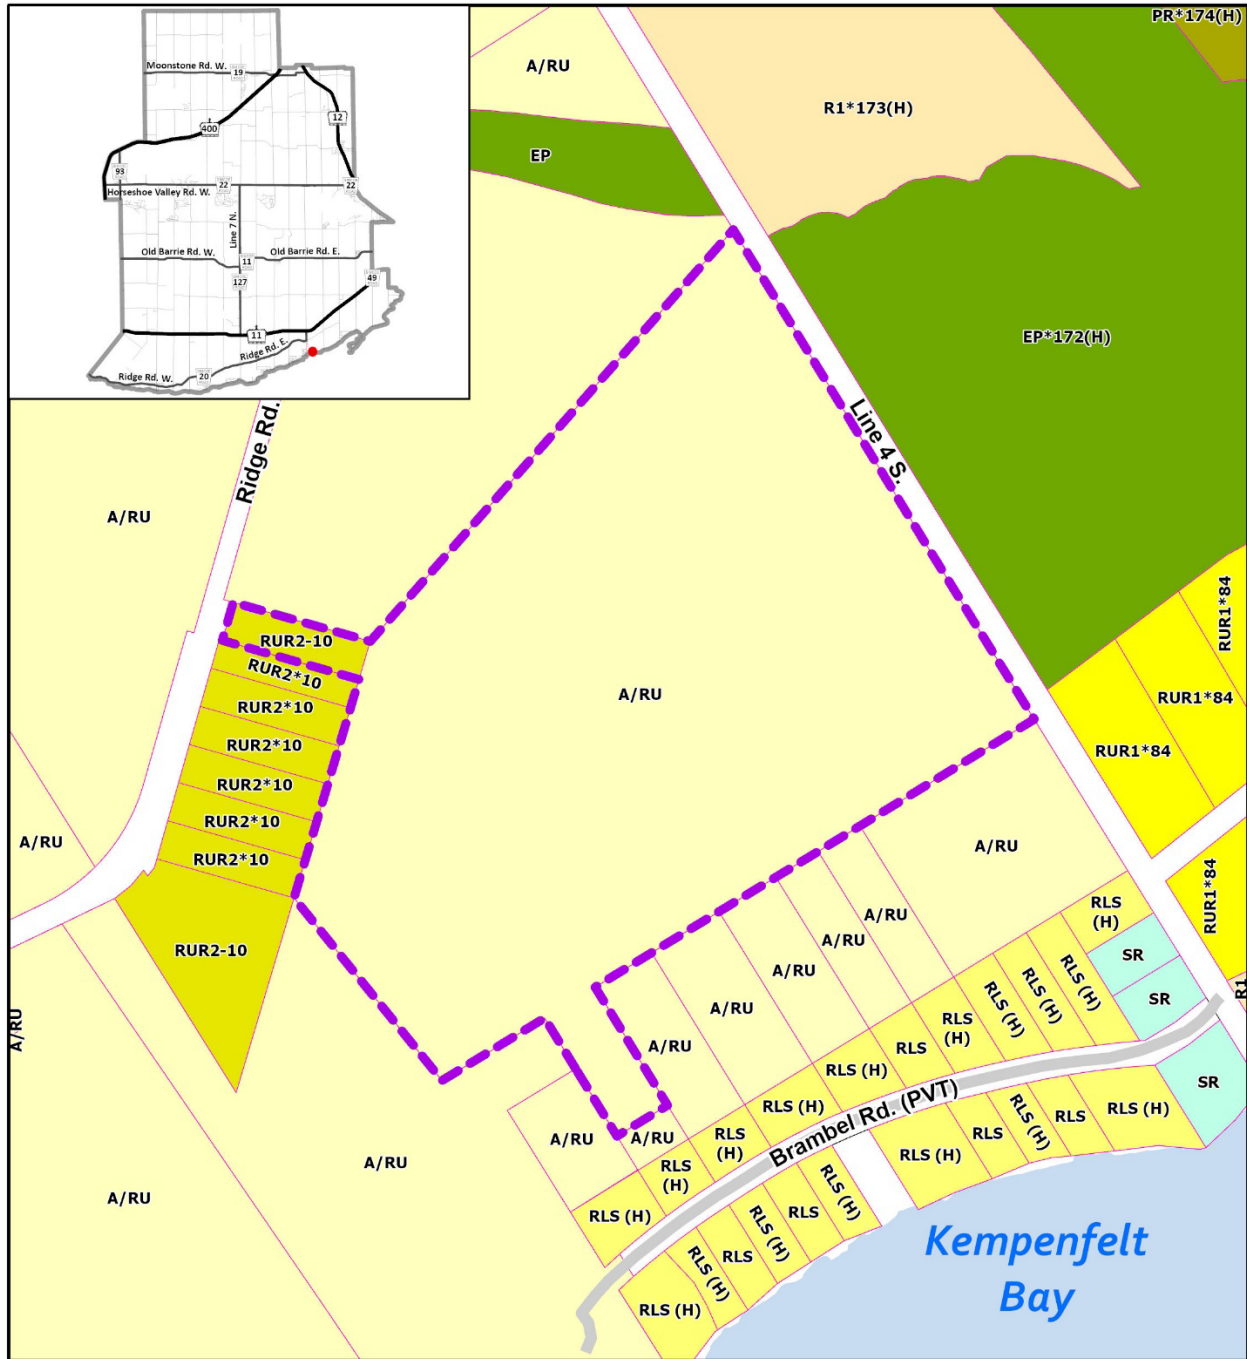 Moonstone Rd. W.
19
400
12
93
22
22
Horseshoe Valley Rd. W.
Line 7 N.
Old Barrie Rd. W.
Old Barrie Rd. E.
11
127
49
11
Ridge Rd. E.
Ridge Rd. W.
20
A/RU
EP
R1*173(H)
PR*174(H)
EP*172(H)
Line 4 S.
Ridge Rd.
A/RU
A/RU
RUR2-10
RUR2*10
RUR2*10
RUR2*10
RUR2*10
RUR2*10
RUR2*10
RUR2-10
A/RU
A/RU
A/RU
A/RU
RUR1*84
RUR1*84
RUR1*84
RUR1*84
R1
A/RU
A/RU
A/RU
A/RU
A/RU
A/RU
A/RU
A/RU
RLS
(H)
SR
SR
SR
RLS (H)
RLS (H)
RLS (H)
RLS
(H)
RLS
RLS (H)
RLS (H)
RLS
(H)
RLS
(H)
RLS (H)
Brambel Rd. (PVT)
RLS (H)
RLS
RLS (H)
RLS
RLS (H)
RLS (H)
RLS
RLS (H)
RLS
RLS (H)
RLS (H)
Kempenfelt
Bay